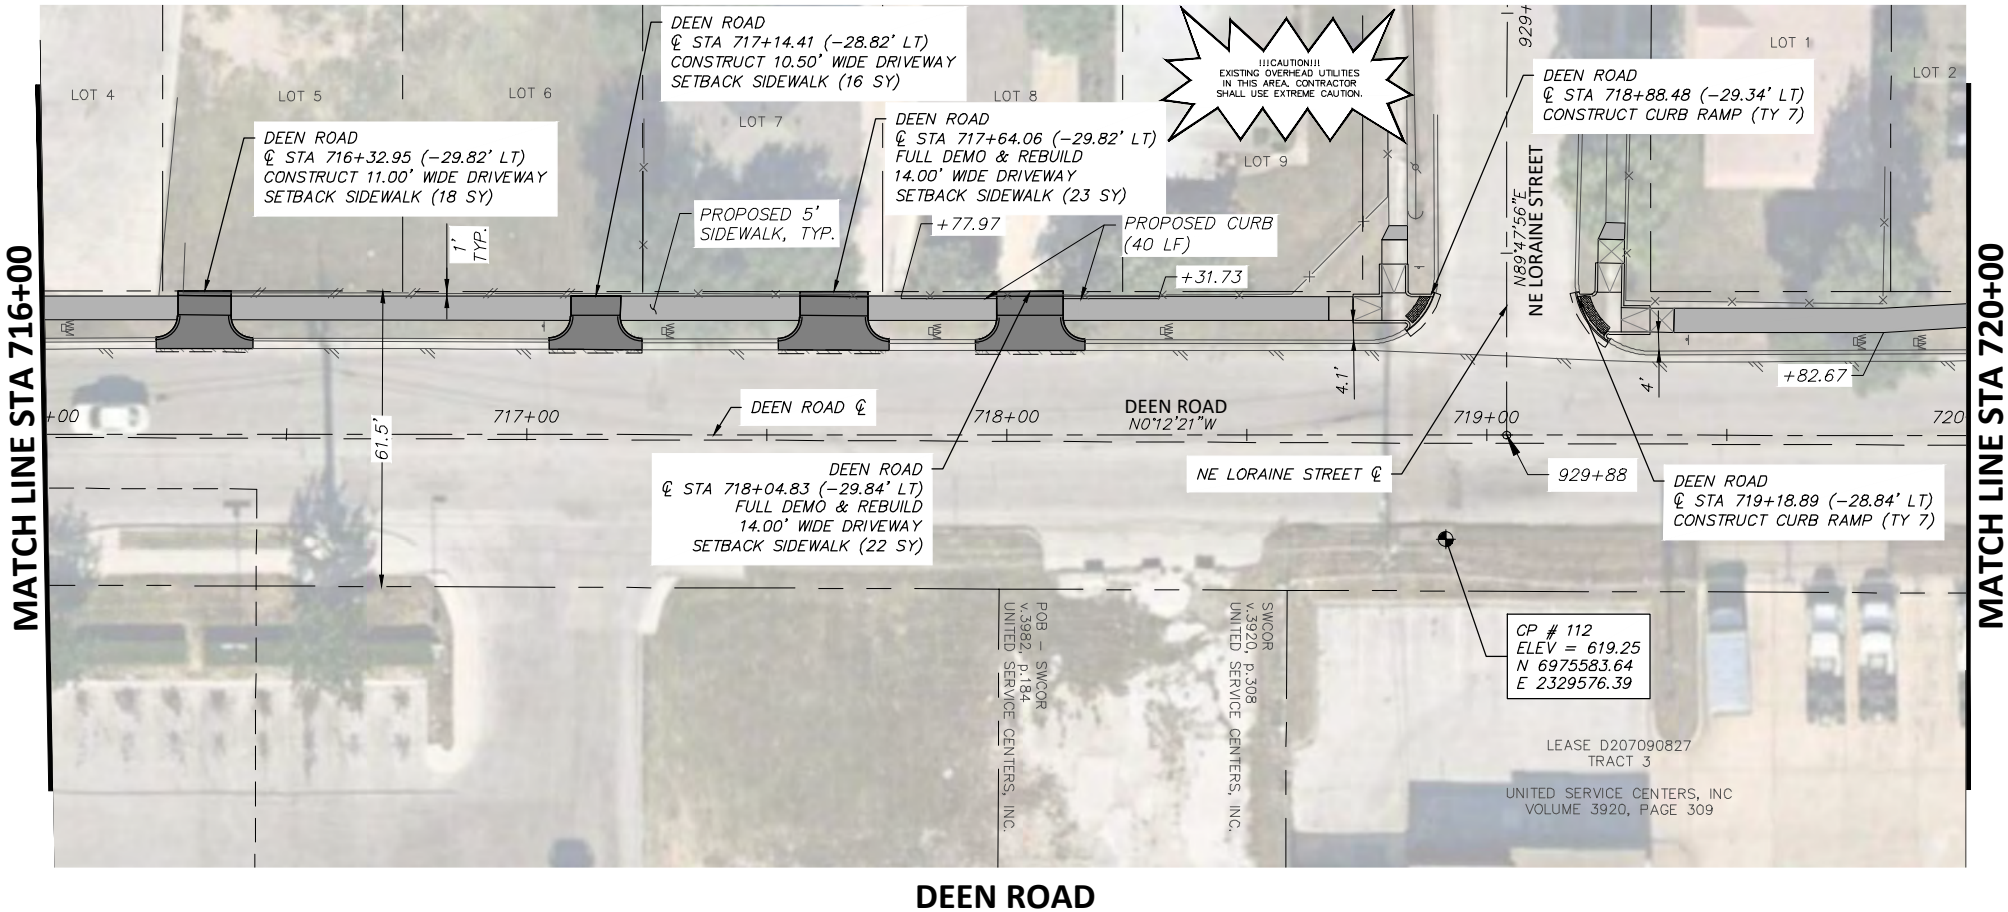 DEEN ROAD
℄ STA 717+14.41 (-28.82' LT)
CONSTRUCT 10.50' WIDE DRIVEWAY
SETBACK SIDEWALK (16 SY)
!!!CAUTION!!!
EXISTING OVERHEAD UTILITIES
IN THIS AREA. CONTRACTOR
SHALL USE EXTREME CAUTION.
929+
LOT 1
LOT 2
DEEN ROAD
℄ STA 718+88.48 (-29.34' LT)
CONSTRUCT CURB RAMP (TY 7)
LOT 4
LOT 5
LOT 6
LOT 7
LOT 8
LOT 9
DEEN ROAD
℄ STA 716+32.95 (-29.82' LT)
CONSTRUCT 11.00' WIDE DRIVEWAY
SETBACK SIDEWALK (18 SY)
DEEN ROAD
℄ STA 717+64.06 (-29.82' LT)
FULL DEMO & REBUILD
14.00' WIDE DRIVEWAY
SETBACK SIDEWALK (23 SY)
1'
TYP.
PROPOSED 5'
SIDEWALK, TYP.
+77.97
PROPOSED CURB
(40 LF)
+31.73
N89°47'56"E
NE LORAINE STREET
MATCH LINE STA 716+00
MATCH LINE STA 720+00
WM
WM
WM
WM
WM
WM
4.1'
4'
+82.67
+00
61.5'
717+00
DEEN ROAD ℄
718+00
DEEN ROAD
N0°12'21"W
719+00
720
DEEN ROAD
℄ STA 718+04.83 (-29.84' LT)
FULL DEMO & REBUILD
14.00' WIDE DRIVEWAY
SETBACK SIDEWALK (22 SY)
NE LORAINE STREET ℄
929+88
DEEN ROAD
℄ STA 719+18.89 (-28.84' LT)
CONSTRUCT CURB RAMP (TY 7)
POB - SWCOR
v.3982, p.184
UNITED SERVICE CENTERS, INC.
SWCOR
v.3920, p.308
UNITED SERVICE CENTERS, INC.
CP # 112
ELEV = 619.25
N 6975583.64
E 2329576.39
LEASE D207090827
TRACT 3
UNITED SERVICE CENTERS, INC
VOLUME 3920, PAGE 309
DEEN ROAD